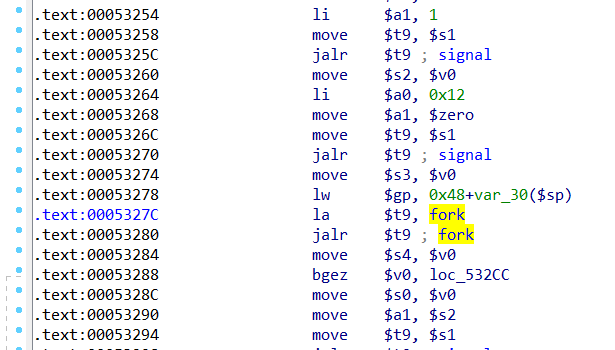 .text:00053254 li $a1, 1
.text:00053258 move $t9, $s1
.text:0005325C jalr $t9 ; signal
.text:00053260 move $s2, $v0
.text:00053264 li $a0, 0x12
.text:00053268 move $a1, $zero
.text:0005326C move $t9, $s1
.text:00053270 jalr $t9 ; signal
.text:00053274 move $s3, $v0
.text:00053278 lw $gp, 0x48+var_30($sp)
.text:0005327C la $t9, fork
.text:00053280 jalr $t9 ; fork
.text:00053284 move $s4, $v0
.text:00053288 bgez $v0, loc_532CC
.text:0005328C move $s0, $v0
.text:00053290 move $a1, $s2
.text:00053294 move $t9, $s1